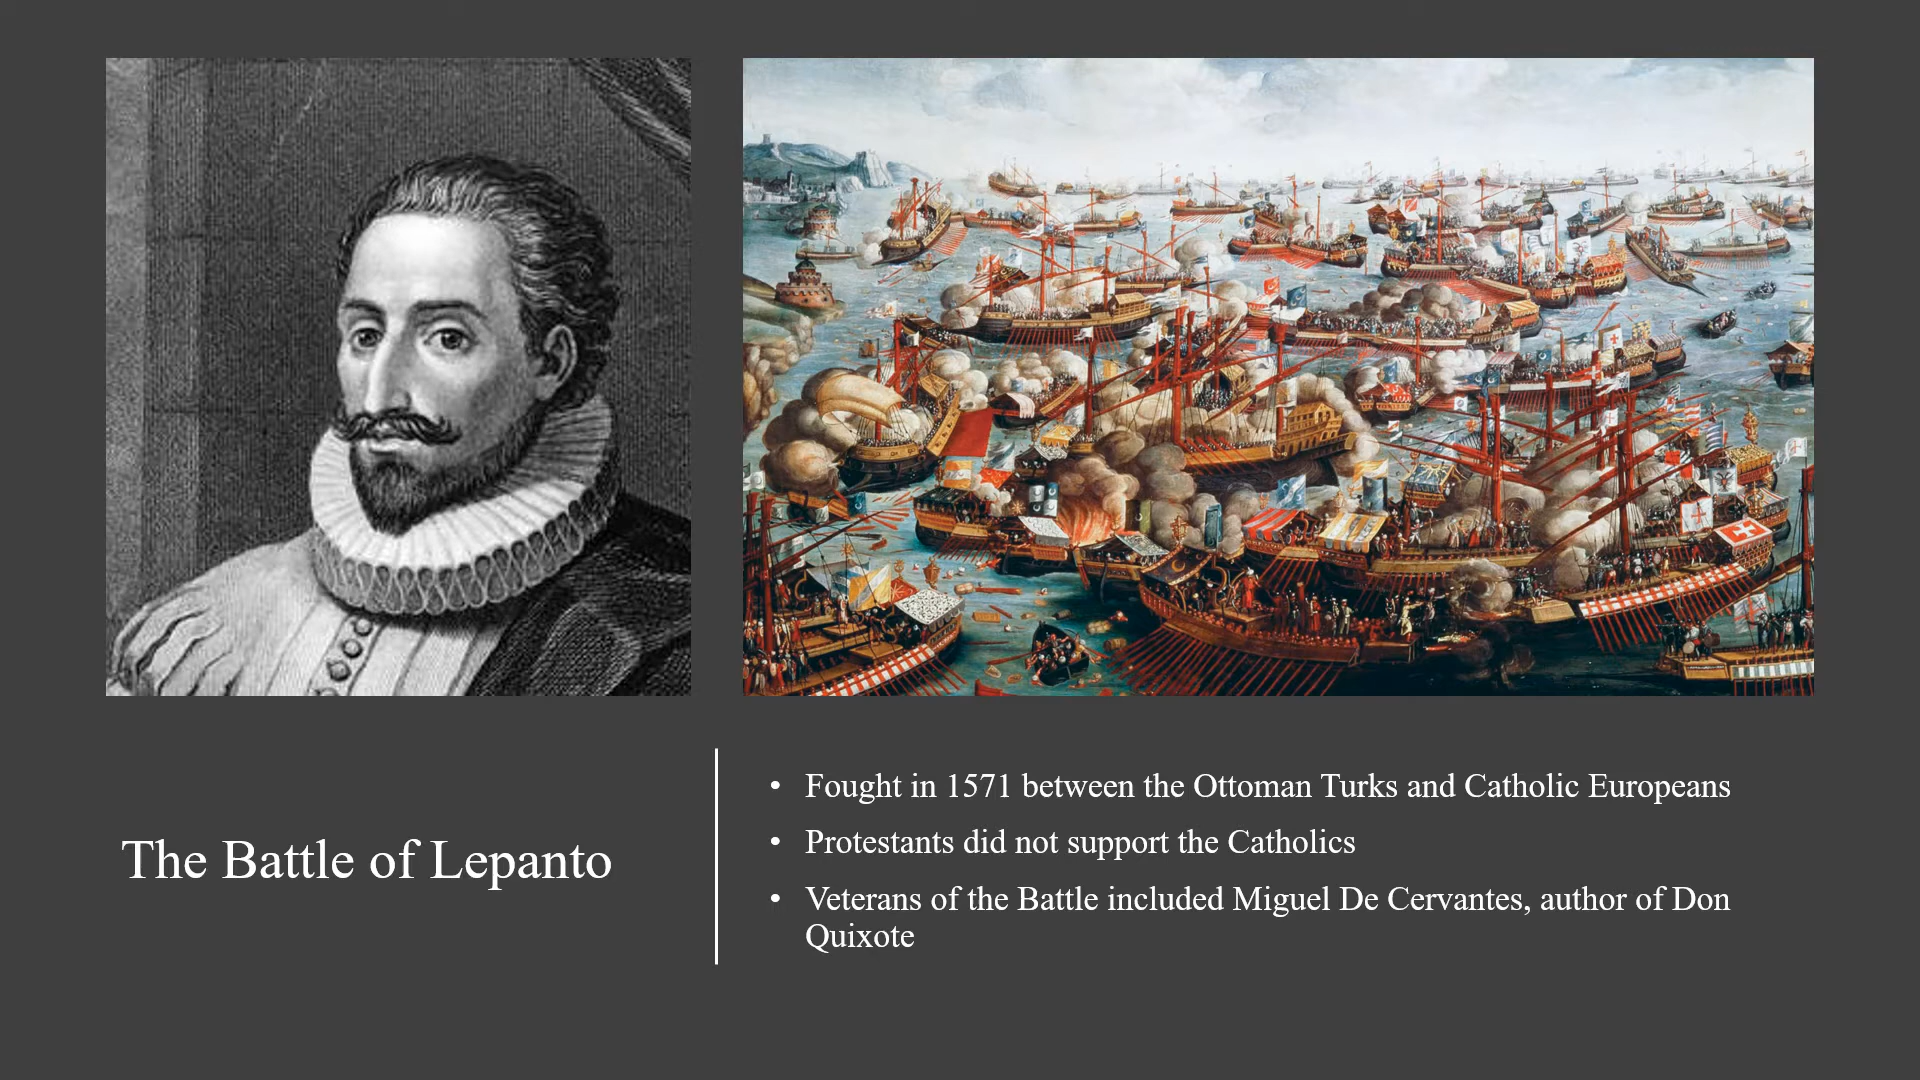 The Battle of Lepanto
• Fought in 1571 between the Ottoman Turks and Catholic Europeans
• Protestants did not support the Catholics
• Veterans of the Battle included Miguel De Cervantes, author of Don
Quixote